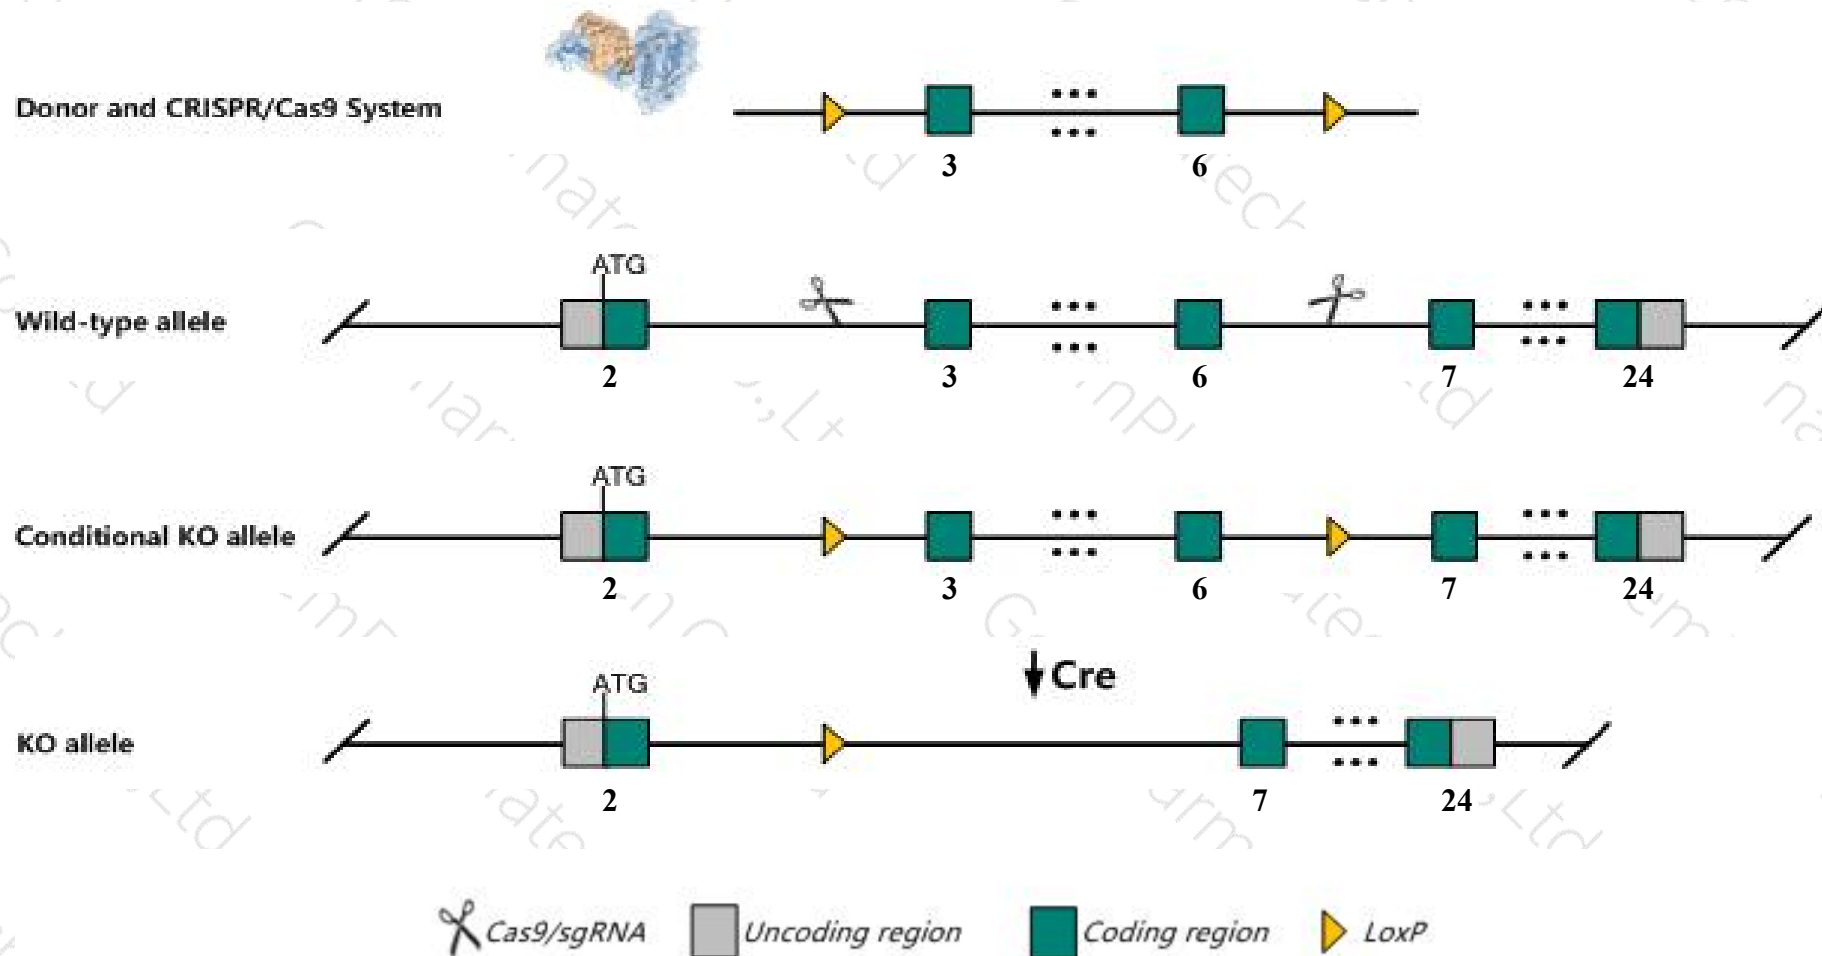 Donor and CRISPR/Cas9 System
3 6
ATG
Wild-type allele
2 3 6 7 24
ATG
Conditional KO allele
2 3 6 7 24
Cre
ATG
KO allele
2 7 24
Cas9/sgRNA Uncoding region Coding region LoxP